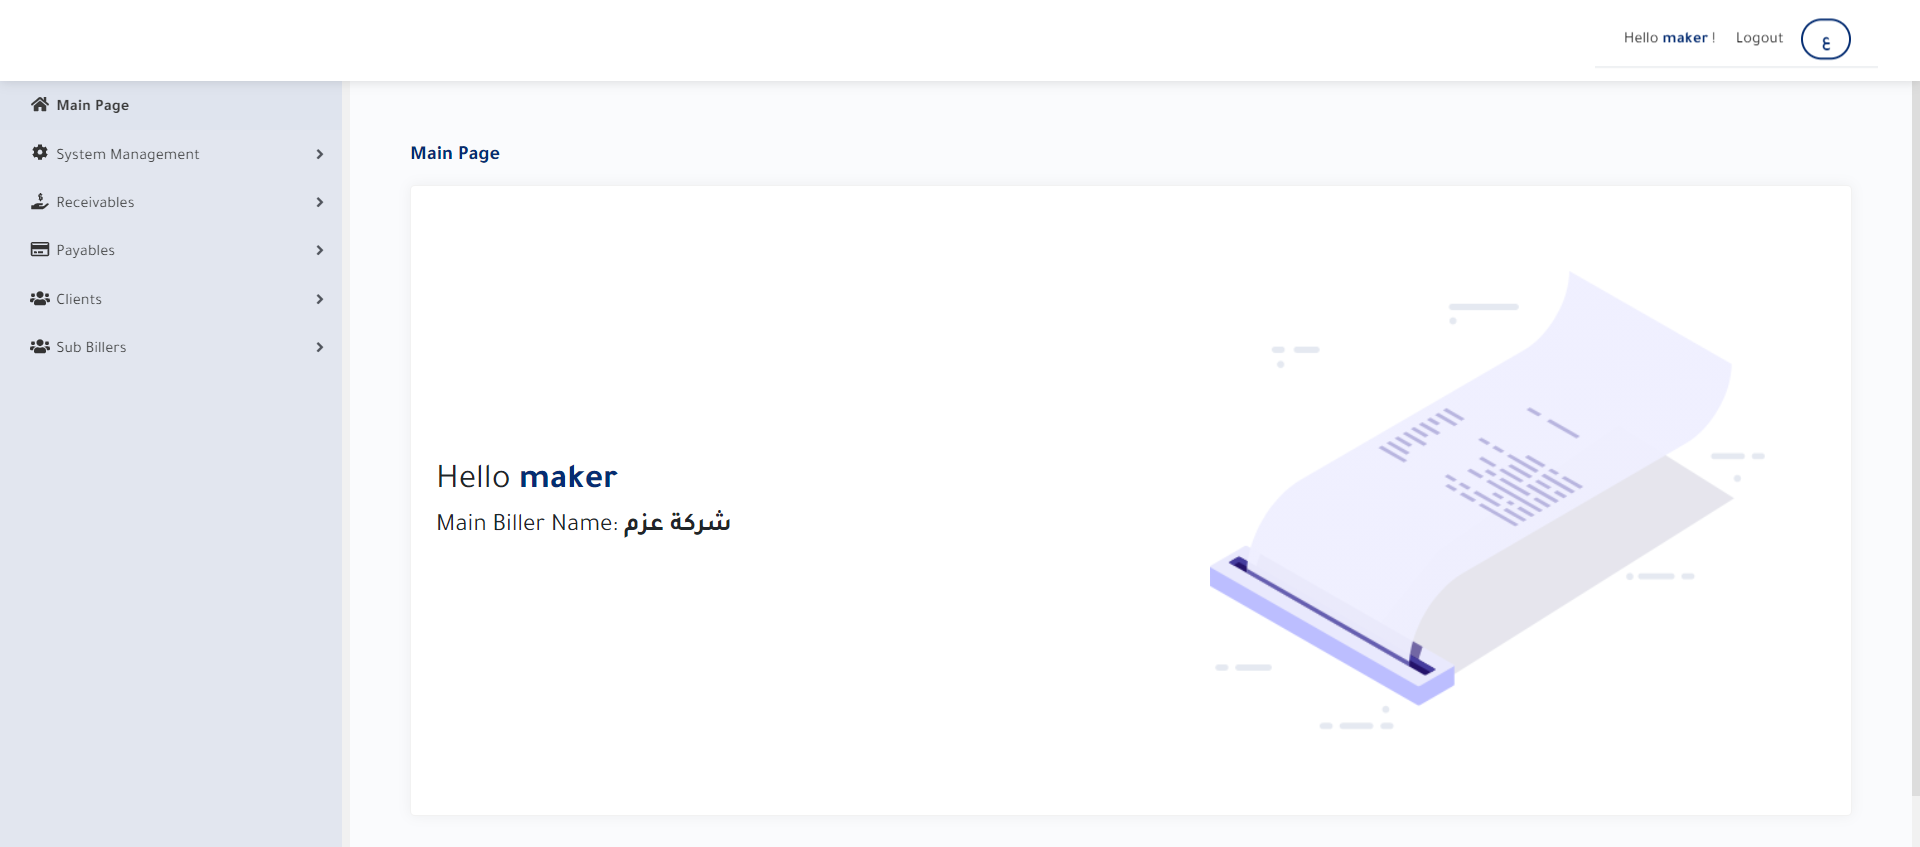 Hello maker ! Logout ع
Main Page
System Management
Receivables
Payables
Clients
Sub Billers
Main Page
Hello maker
Main Biller Name: شركة عزم